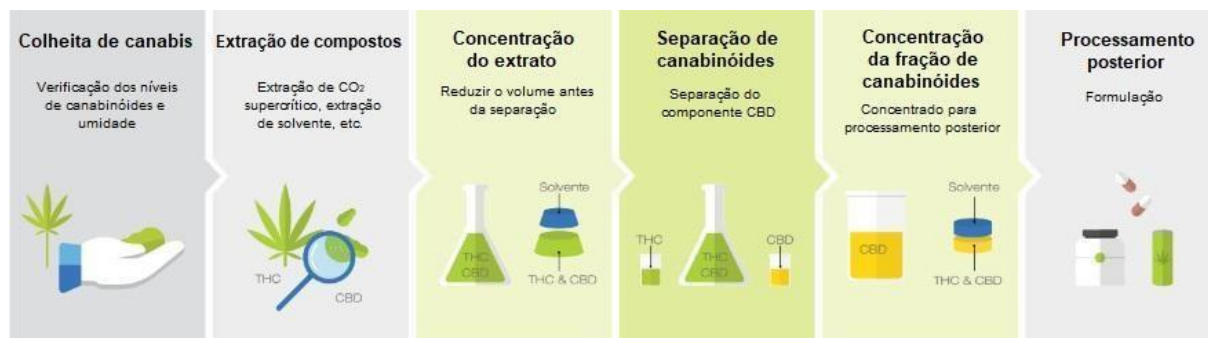 Colheita de canabis
Verificação dos níveis
de canabinóides e
umidade
THC
CBD
Extração de compostos
Extração de CO₂
supercrítico, extração
de solvente, etc.
Concentração
do extrato
Reduzir o volume antes
da separação
THC
CBD
Solvente
THC & CBD
Separação de
canabinóides
Separação do
componente CBD
THC
THC
CBD
CBD
Concentração
da fração de
canabinóides
Concentrado para
processamento posterior
CBD
Solvente
THC & CBD
Processamento
posterior
Formulação